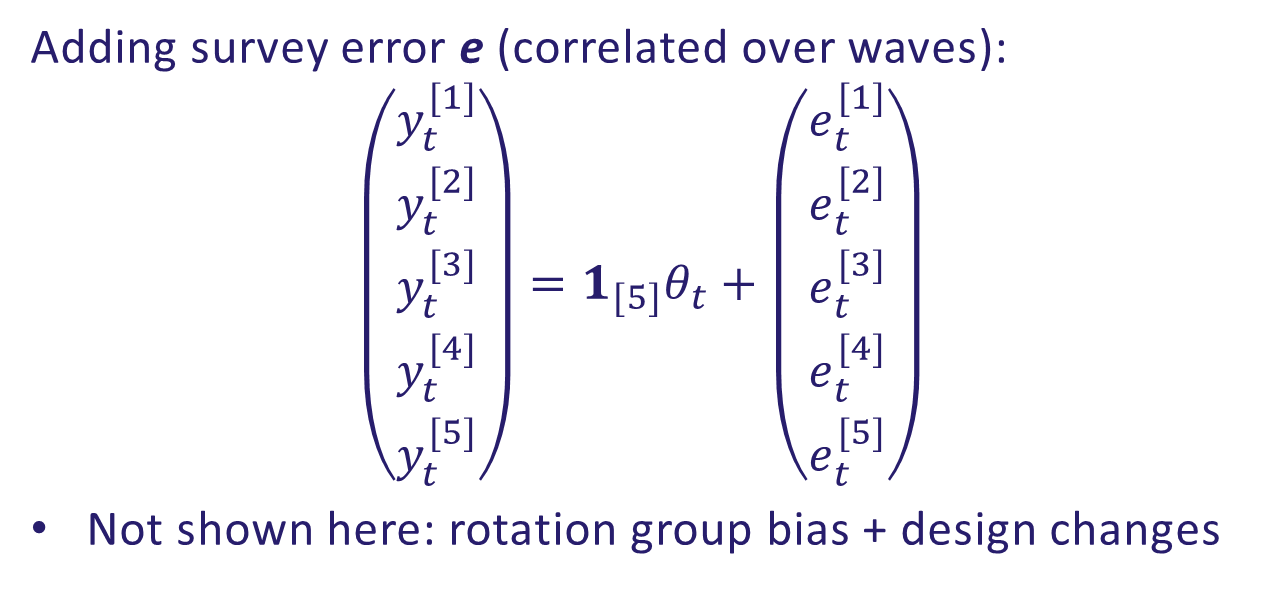 Adding survey error e (correlated over waves):
y_t^[1] e_t^[1]
y_t^[2] e_t^[2]
y_t^[3] = 1_[5] θ_t + e_t^[3]
y_t^[4] e_t^[4]
y_t^[5] e_t^[5]
• Not shown here: rotation group bias + design changes